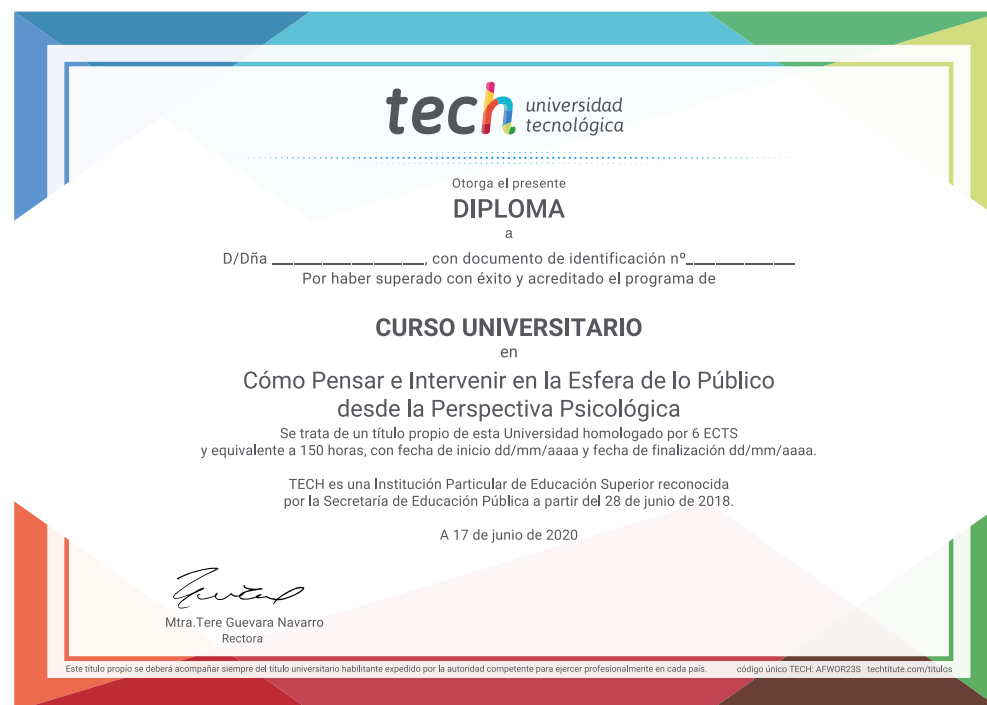 tech universidad
tecnológica
Otorga el presente
DIPLOMA
a
D/Dña __________________, con documento de identificación nº_____________
Por haber superado con éxito y acreditado el programa de
CURSO UNIVERSITARIO
en
Cómo Pensar e Intervenir en la Esfera de lo Público
desde la Perspectiva Psicológica
Se trata de un título propio de esta Universidad homologado por 6 ECTS
y equivalente a 150 horas, con fecha de inicio dd/mm/aaaa y fecha de finalización dd/mm/aaaa.
TECH es una Institución Particular de Educación Superior reconocida
por la Secretaría de Educación Pública a partir del 28 de junio de 2018.
A 17 de junio de 2020
Mtra.Tere Guevara Navarro
Rectora
Este título propio se deberá acompañar siempre del título universitario habilitante expedido por la autoridad competente para ejercer profesionalmente en cada país. código único TECH: AFWOR23S techtitute.com/titulos